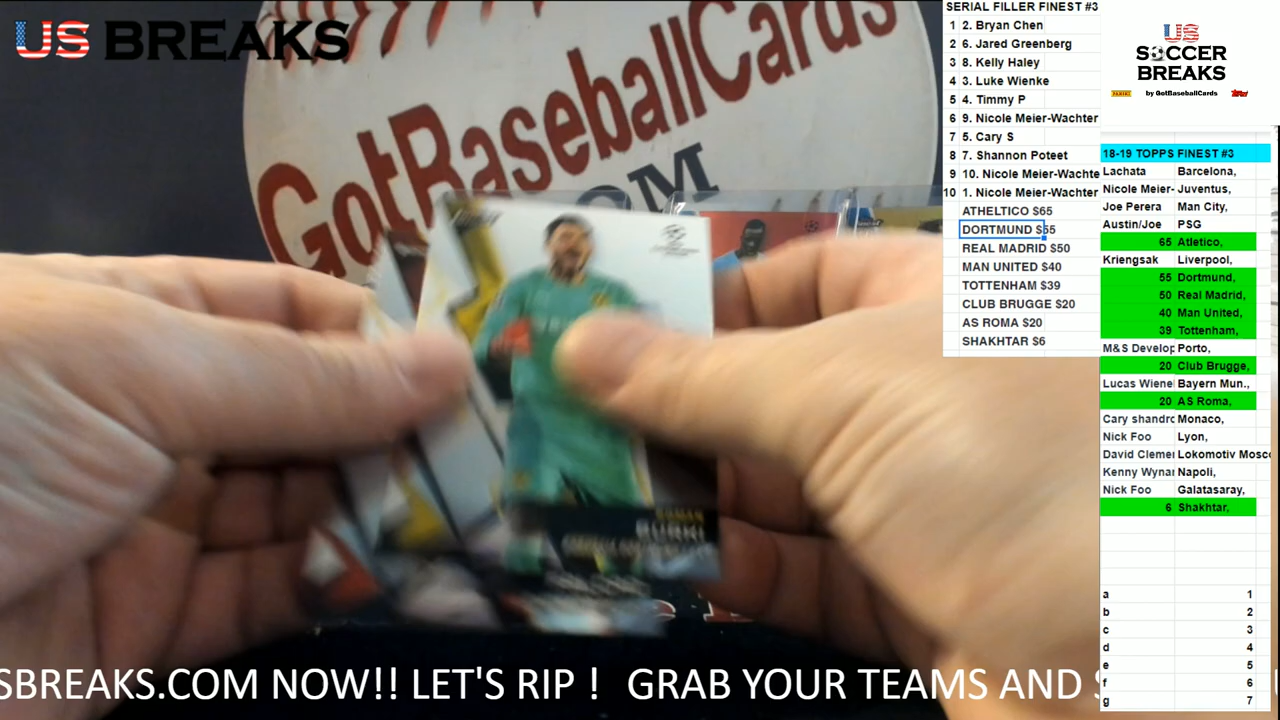 US BREAKS
GotBaseballCards
.COM
ROMAN
BURKI
SERIAL FILLER FINEST #3
1 2. Bryan Chen
2 6. Jared Greenberg
3 8. Kelly Haley
4 3. Luke Wienke
5 4. Timmy P
6 9. Nicole Meier-Wachter
7 5. Cary S
8 7. Shannon Poteet
9 10. Nicole Meier-Wachte
10 1. Nicole Meier-Wachter
ATHELTICO $65
DORTMUND $55
REAL MADRID $50
MAN UNITED $40
TOTTENHAM $39
CLUB BRUGGE $20
AS ROMA $20
SHAKHTAR $6
US
SOCCER
BREAKS
PANINI by GotBaseballCards Topps
18-19 TOPPS FINEST #3
Lachata Barcelona,
Nicole Meier- Juventus,
Joe Perera Man City,
Austin/Joe PSG
65 Atletico,
Kriengsak Liverpool,
55 Dortmund,
50 Real Madrid,
40 Man United,
39 Tottenham,
M&S Develop Porto,
20 Club Brugge,
Lucas Wiene Bayern Mun.,
20 AS Roma,
Cary shandro Monaco,
Nick Foo Lyon,
David Clemer Lokomotiv Mosco
Kenny Wynar Napoli,
Nick Foo Galatasaray,
6 Shakhtar,
a 1
b 2
c 3
d 4
e 5
f 6
g 7
SBREAKS.COM NOW!! LET'S RIP ! GRAB YOUR TEAMS AND S